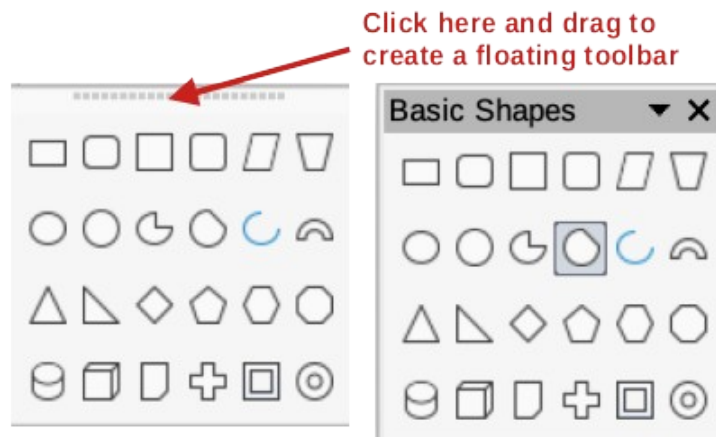 Click here and drag to
create a floating toolbar
Basic Shapes